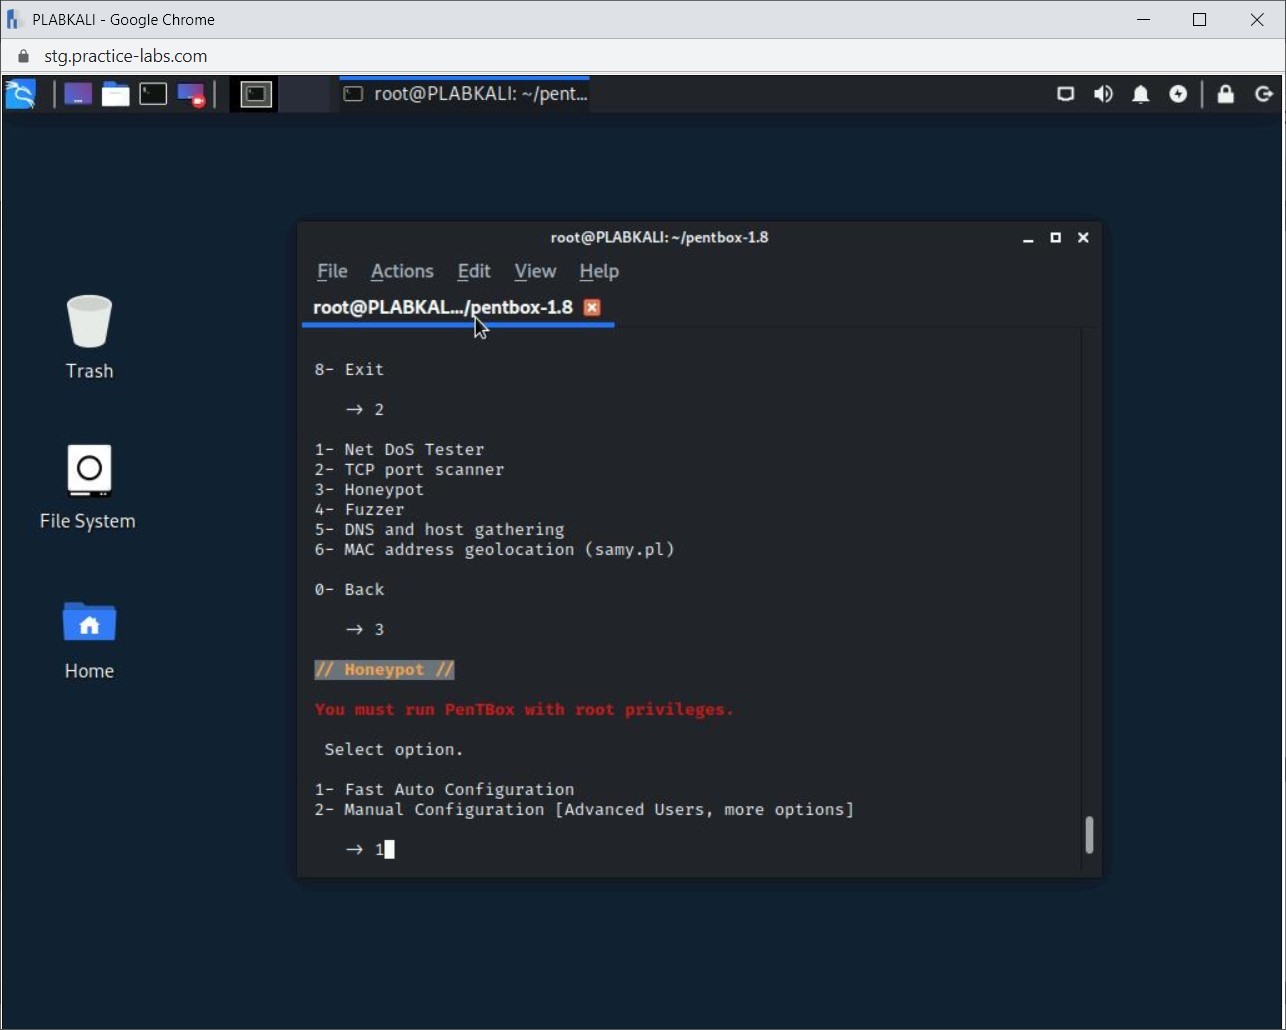 PLABKALI - Google Chrome
stg.practice-labs.com
root@PLABKALI: ~/pent...
root@PLABKALI: ~/pentbox-1.8
File Actions Edit View Help
root@PLABKAL.../pentbox-1.8
Trash
File System
Home
8- Exit
→ 2
1- Net DoS Tester
2- TCP port scanner
3- Honeypot
4- Fuzzer
5- DNS and host gathering
6- MAC address geolocation (samy.pl)
0- Back
→ 3
// Honeypot //
You must run PenTBox with root privileges.
Select option.
1- Fast Auto Configuration
2- Manual Configuration [Advanced Users, more options]
→ 1